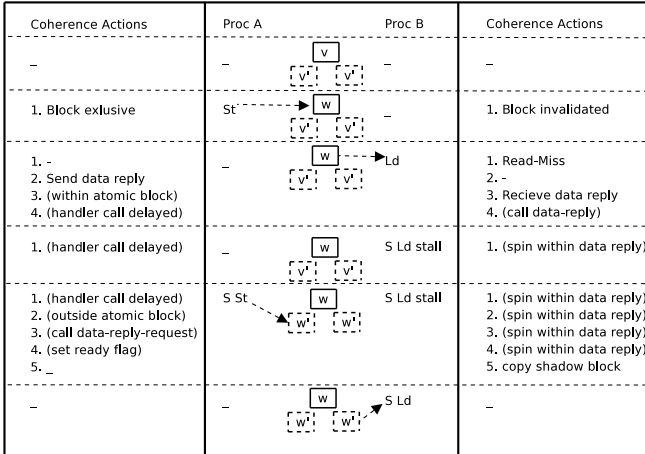 Coherence Actions Proc A Proc B Coherence Actions
– – v – –
v' v'
1. Block exlusive St w – 1. Block invalidated
v' v'
1. - – w Ld 1. Read-Miss
2. Send data reply v' v' 2. -
3. (within atomic block) 3. Recieve data reply
4. (handler call delayed) 4. (call data-reply)
1. (handler call delayed) – w S Ld stall 1. (spin within data reply)
v' v'
1. (handler call delayed) S St w S Ld stall 1. (spin within data reply)
2. (outside atomic block) w' w' 2. (spin within data reply)
3. (call data-reply-request) 3. (spin within data reply)
4. (set ready flag) 4. (spin within data reply)
5. _ 5. copy shadow block
– – w S Ld –
w' w'